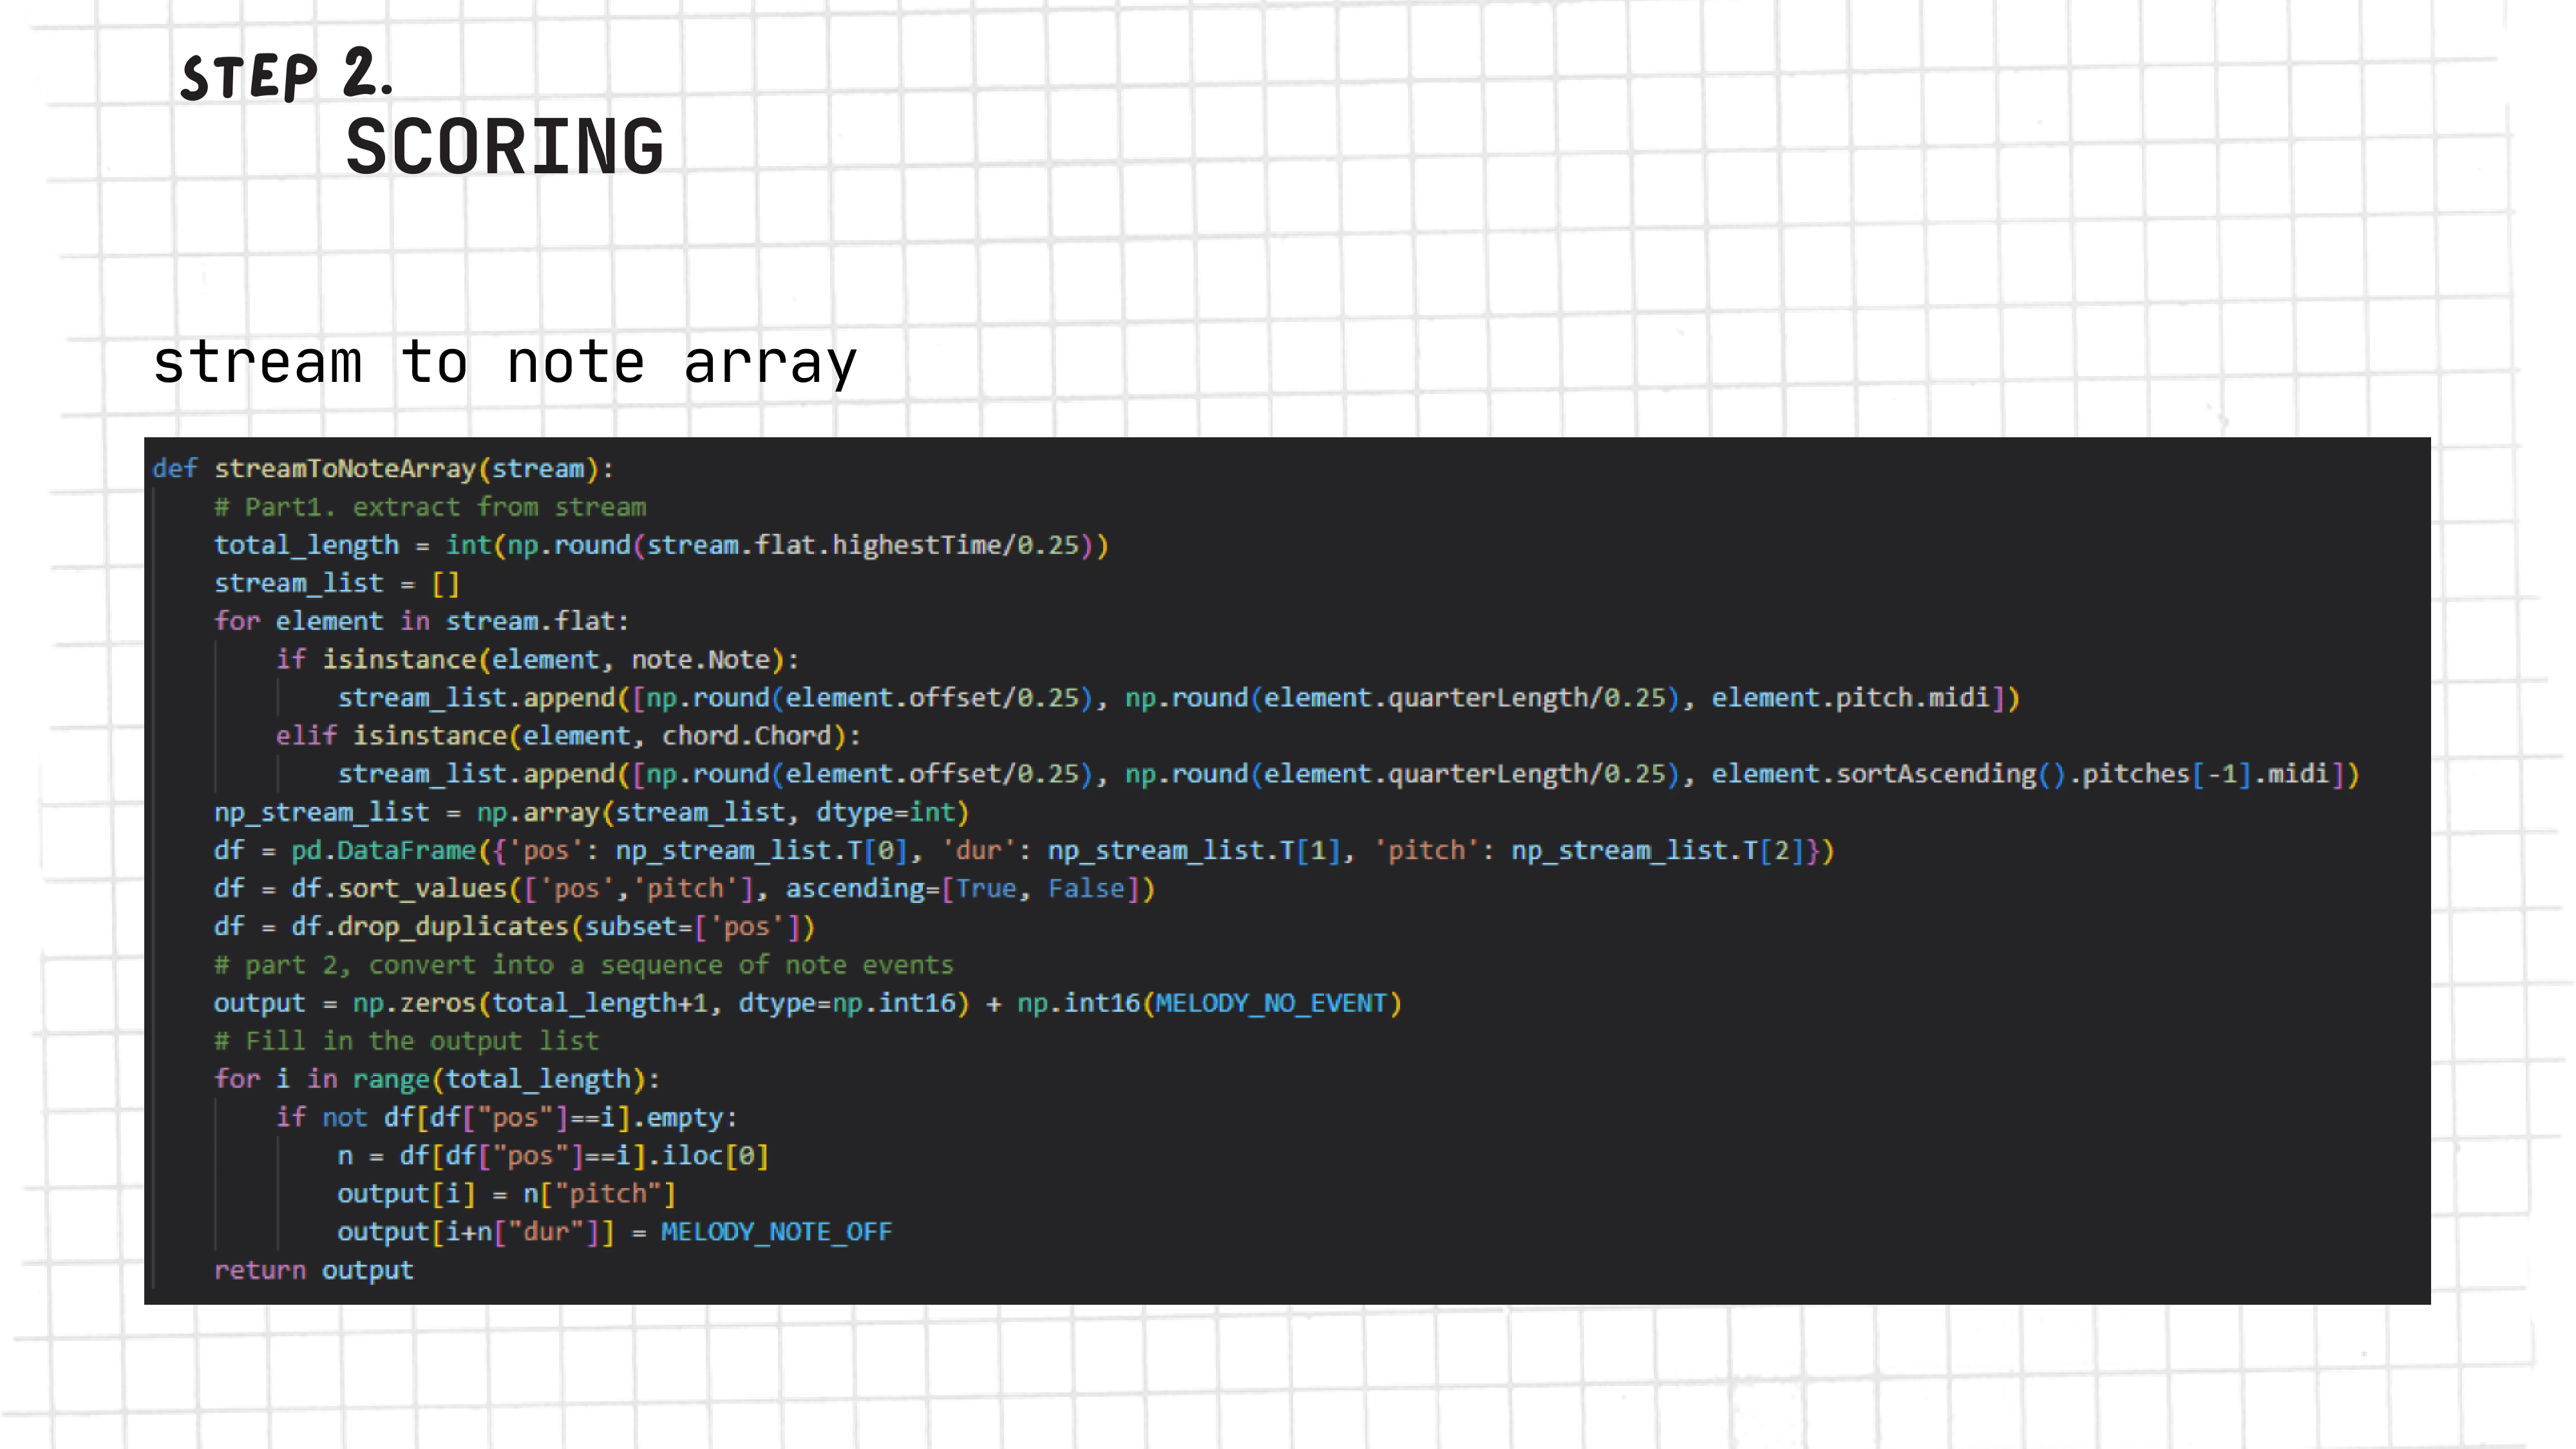 STEP 2.
SCORING
stream to note array
def streamToNoteArray(stream):
    # Part1. extract from stream
    total_length = int(np.round(stream.flat.highestTime/0.25))
    stream_list = []
    for element in stream.flat:
        if isinstance(element, note.Note):
            stream_list.append([np.round(element.offset/0.25), np.round(element.quarterLength/0.25), element.pitch.midi])
        elif isinstance(element, chord.Chord):
            stream_list.append([np.round(element.offset/0.25), np.round(element.quarterLength/0.25), element.sortAscending().pitches[-1].midi])
    np_stream_list = np.array(stream_list, dtype=int)
    df = pd.DataFrame({'pos': np_stream_list.T[0], 'dur': np_stream_list.T[1], 'pitch': np_stream_list.T[2]})
    df = df.sort_values(['pos','pitch'], ascending=[True, False])
    df = df.drop_duplicates(subset=['pos'])
    # part 2, convert into a sequence of note events
    output = np.zeros(total_length+1, dtype=np.int16) + np.int16(MELODY_NO_EVENT)
    # Fill in the output list
    for i in range(total_length):
        if not df[df["pos"]==i].empty:
            n = df[df["pos"]==i].iloc[0]
            output[i] = n["pitch"]
            output[i+n["dur"]] = MELODY_NOTE_OFF
    return output